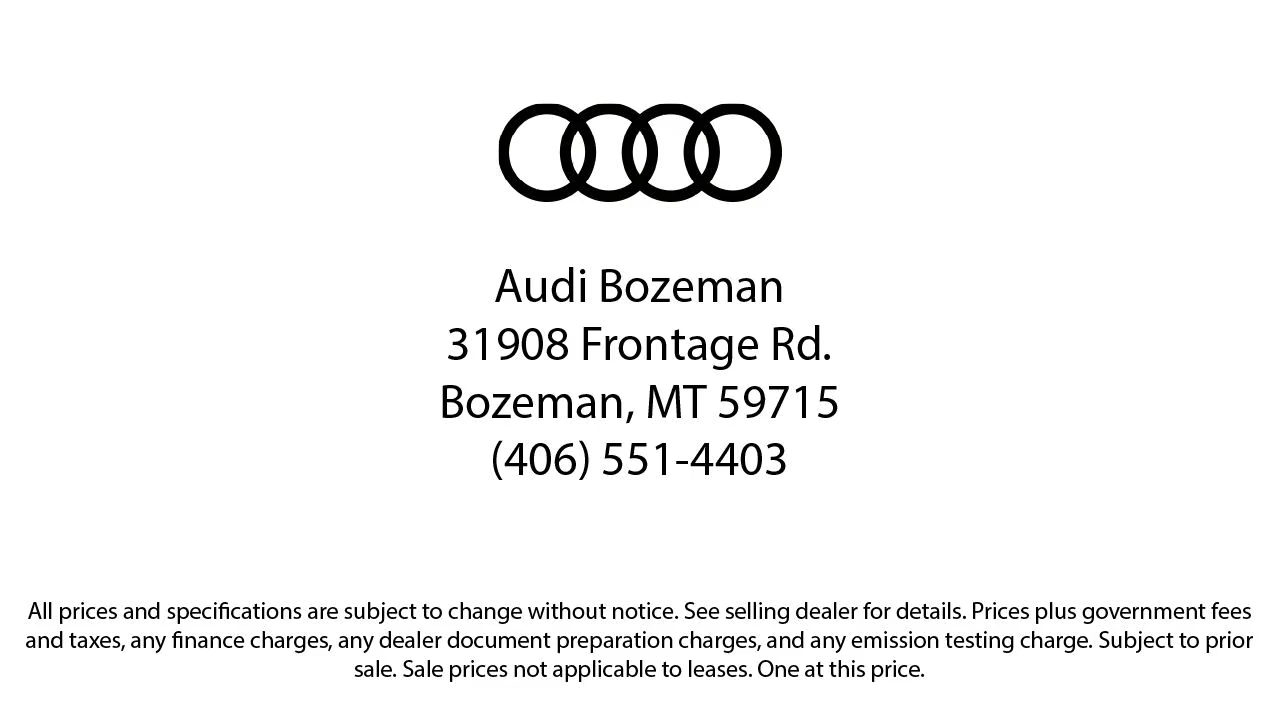 Audi Bozeman
31908 Frontage Rd.
Bozeman, MT 59715
(406) 551-4403
All prices and specifications are subject to change without notice. See selling dealer for details. Prices plus government fees
and taxes, any finance charges, any dealer document preparation charges, and any emission testing charge. Subject to prior
sale. Sale prices not applicable to leases. One at this price.